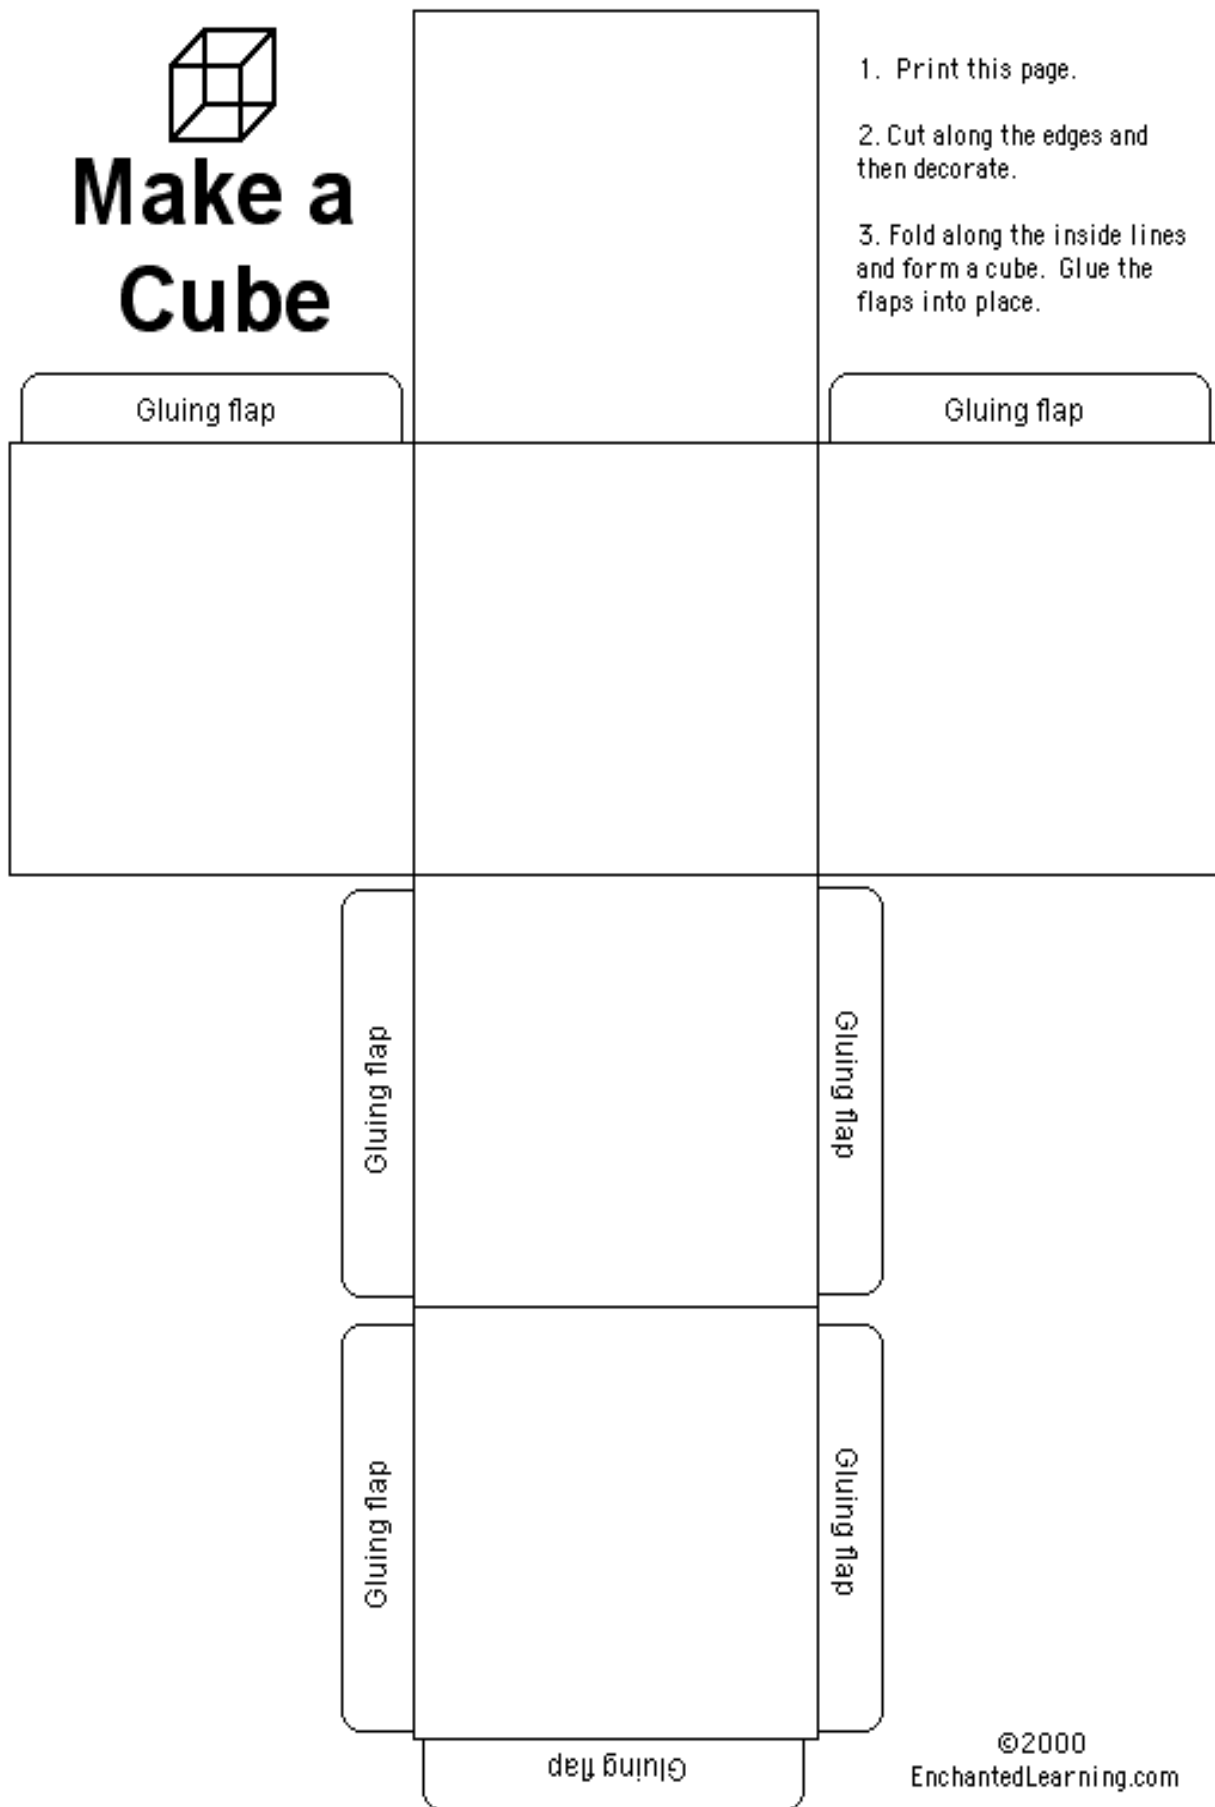 Make a
Cube
1. Print this page.
2. Cut along the edges and
then decorate.
3. Fold along the inside lines
and form a cube. Glue the
flaps into place.
Gluing flap
Gluing flap
Gluing flap
Gluing flap
Gluing flap
Gluing flap
Gluing flap
©2000
EnchantedLearning.com